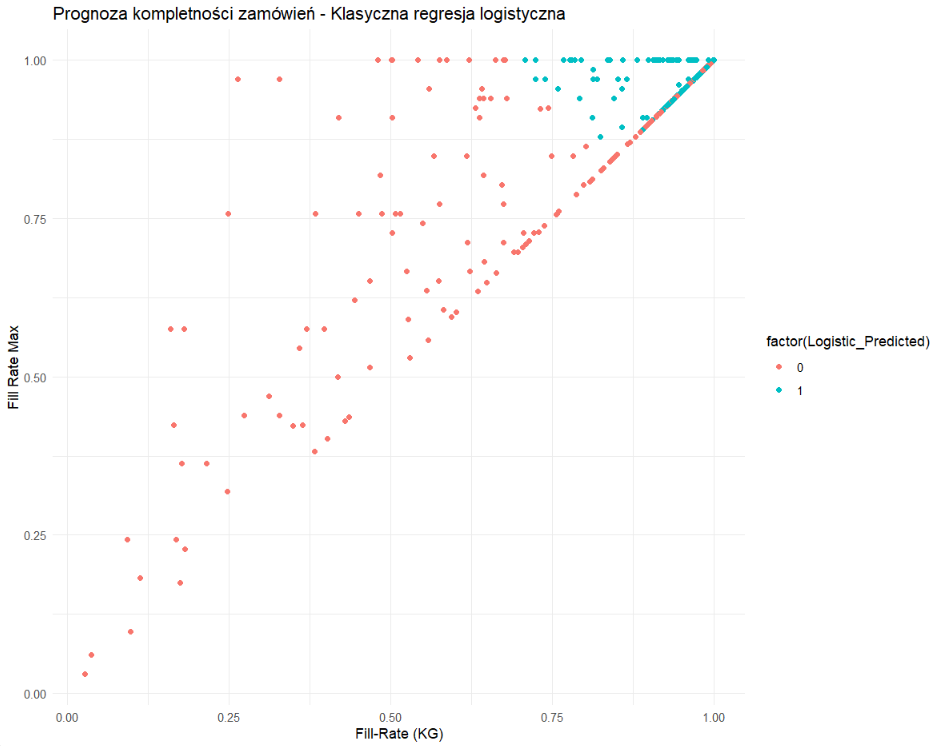 Prognoza kompletności zamówień - Klasyczna regresja logistyczna
1.00
0.75
0.50
0.25
0.00
Fill Rate Max
0.00 0.25 0.50 0.75 1.00
Fill-Rate (KG)
factor(Logistic_Predicted)
0
1